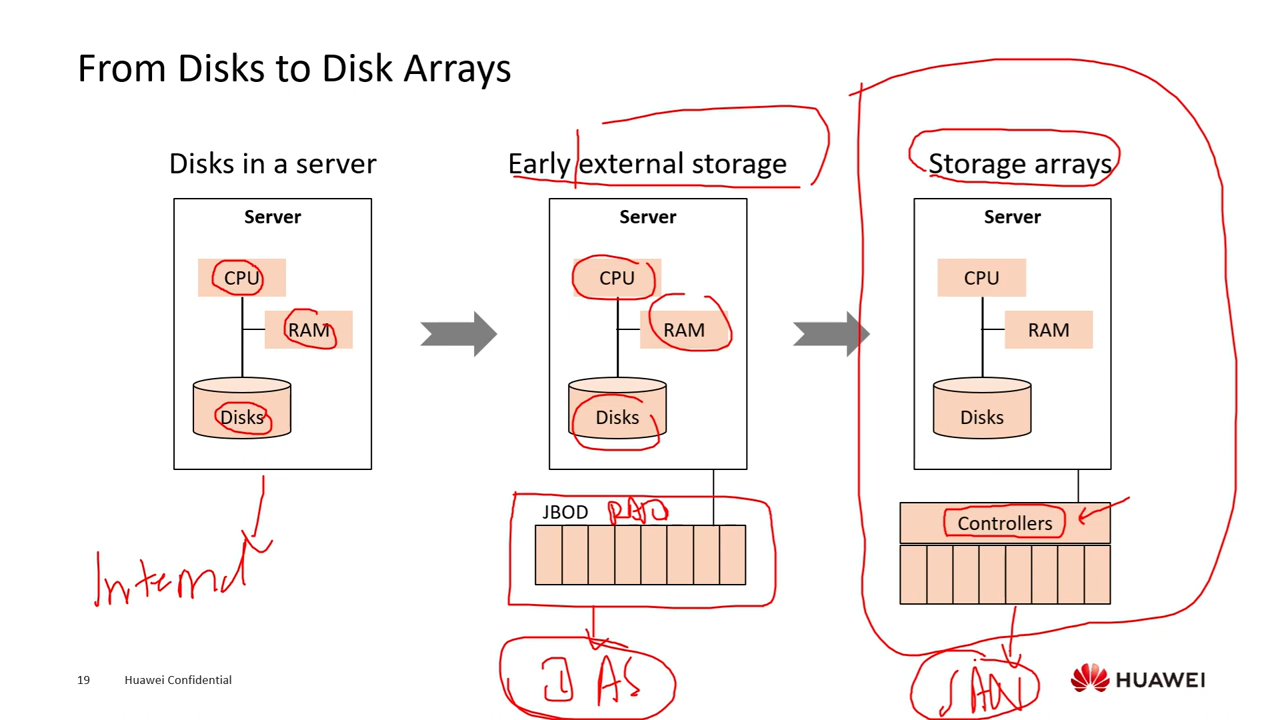 From Disks to Disk Arrays
Disks in a server
Server
CPU
RAM
Disks
Internal
Early external storage
Server
CPU
RAM
Disks
JBOD RAID
DAS
Storage arrays
Server
CPU
RAM
Disks
Controllers
SAN
19 Huawei Confidential
HUAWEI